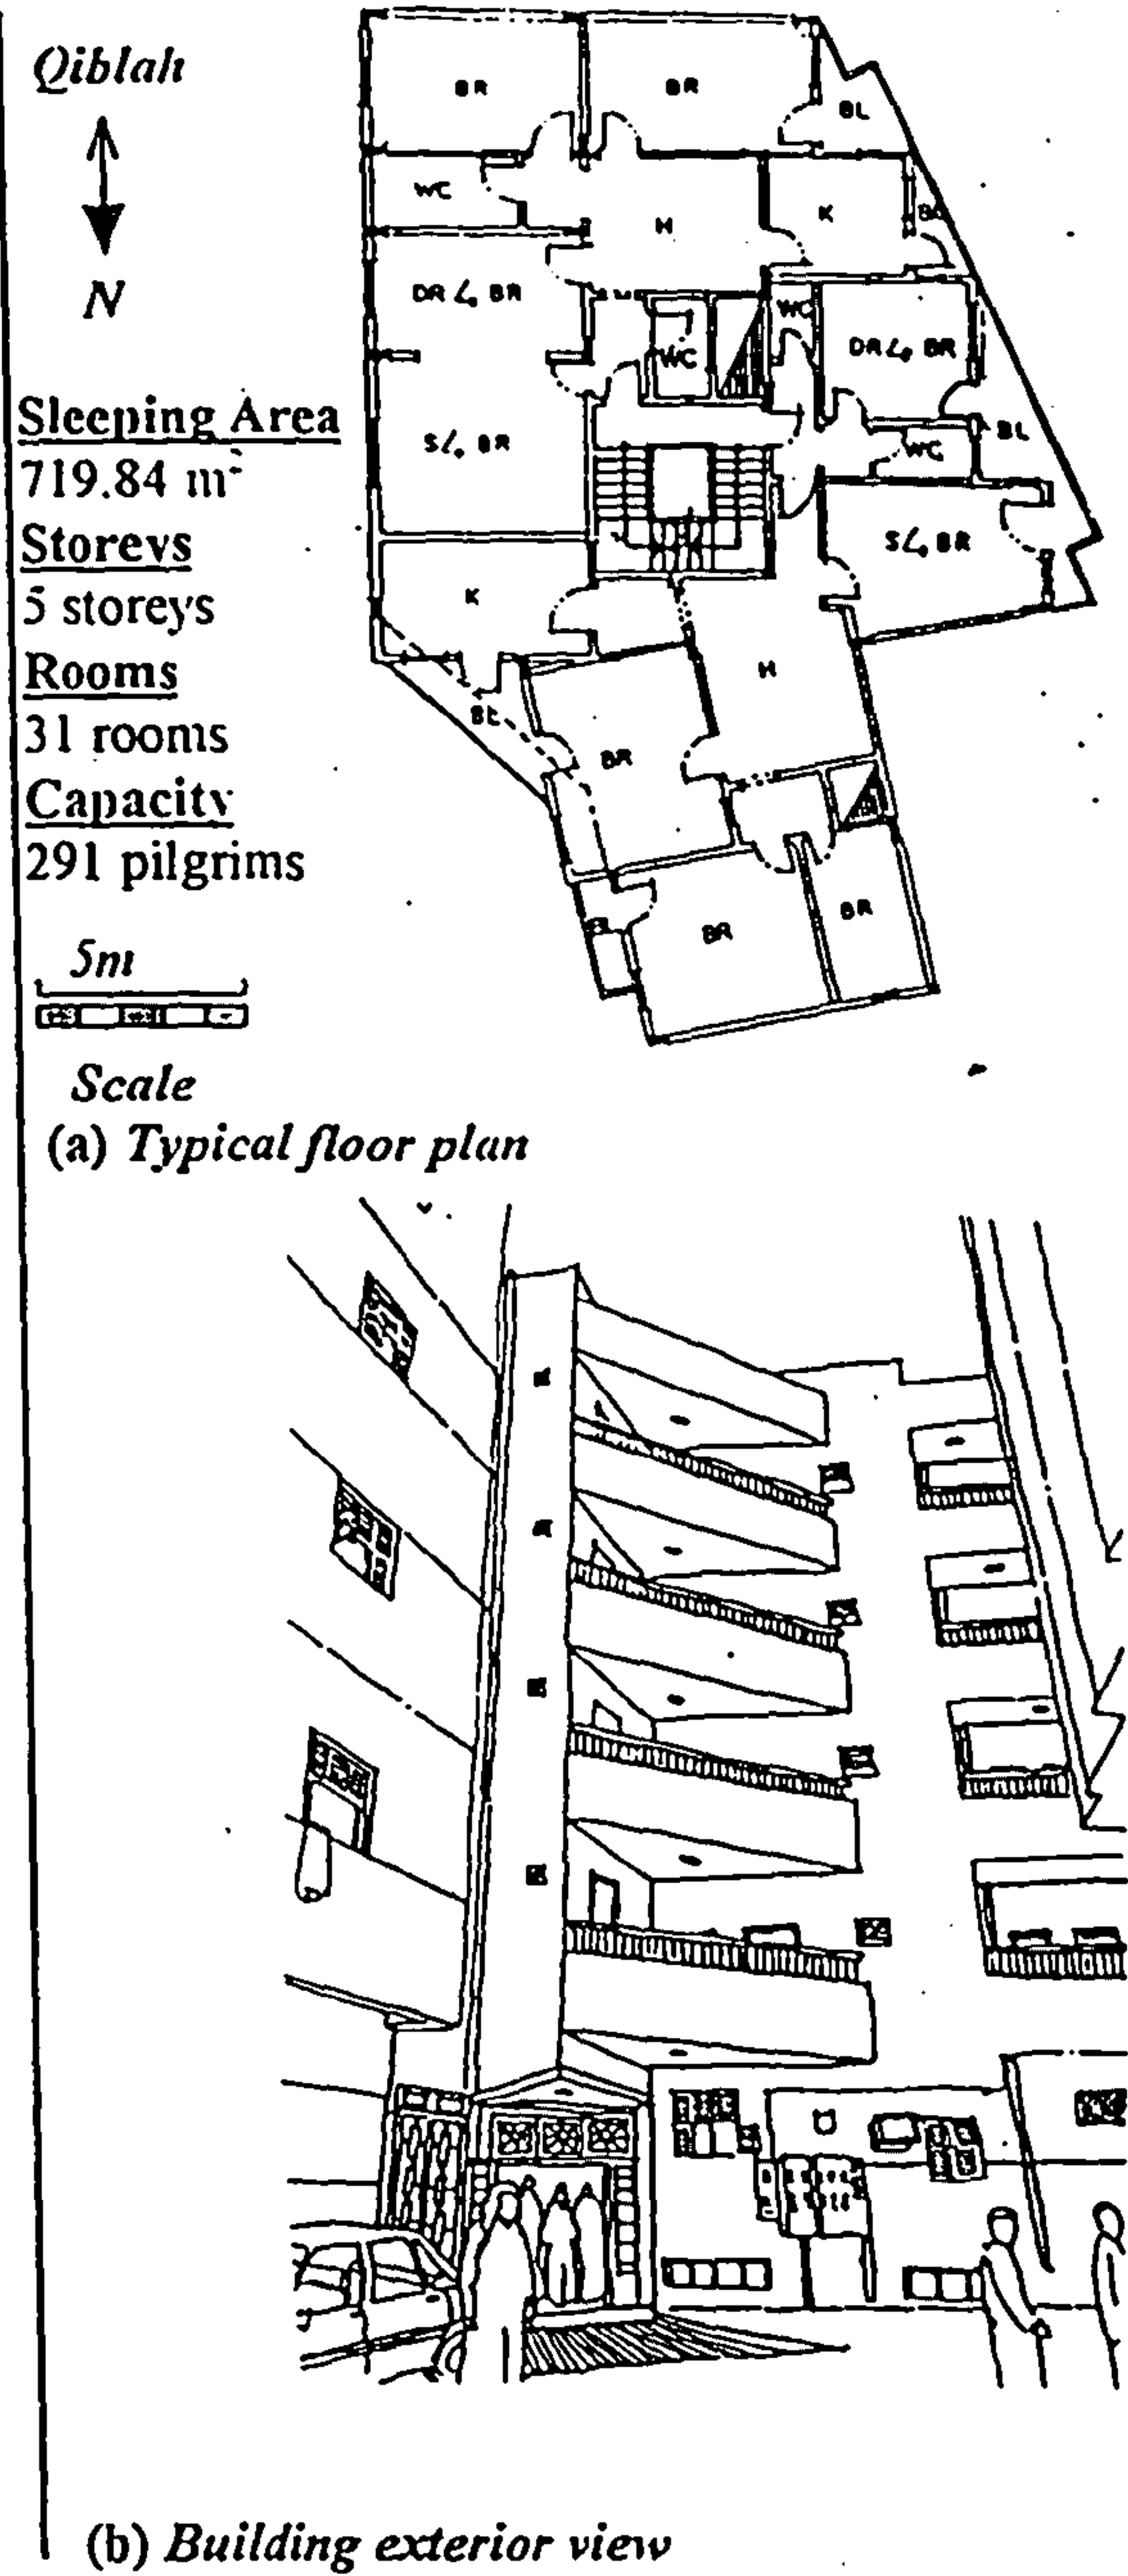 Qiblah
N
Sleeping Area
719.84 m²
Storeys
5 storeys
Rooms
31 rooms
Capacity
291 pilgrims
5m
Scale
BR
BR
BL
WC
H
K
DR/, BR
WC
WC
DR/, BR
S/, BR
WC
BL
S/, BR
K
H
BR
BR
BR
(a) Typical floor plan
(b) Building exterior view